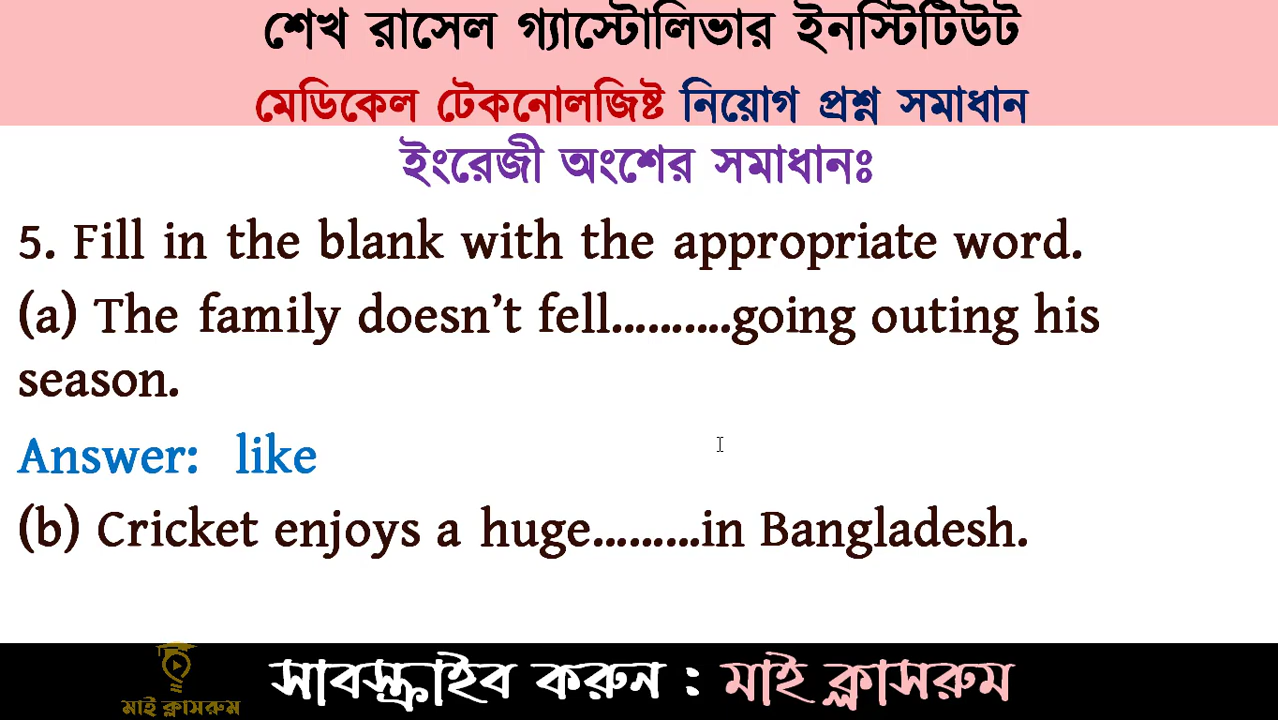 শেখ রাসেল গ্যাস্টোলিভার ইনস্টিটিউট
মেডিকেল টেকনোলজিষ্ট নিয়োগ প্রশ্ন সমাধান
ইংরেজী অংশের সমাধানঃ
5. Fill in the blank with the appropriate word.
(a) The family doesn’t fell..........going outing his
season.
Answer: like
(b) Cricket enjoys a huge.........in Bangladesh.
সাবস্ক্রাইব করুন : মাই ক্লাসরুম
মাই ক্লাসরুম